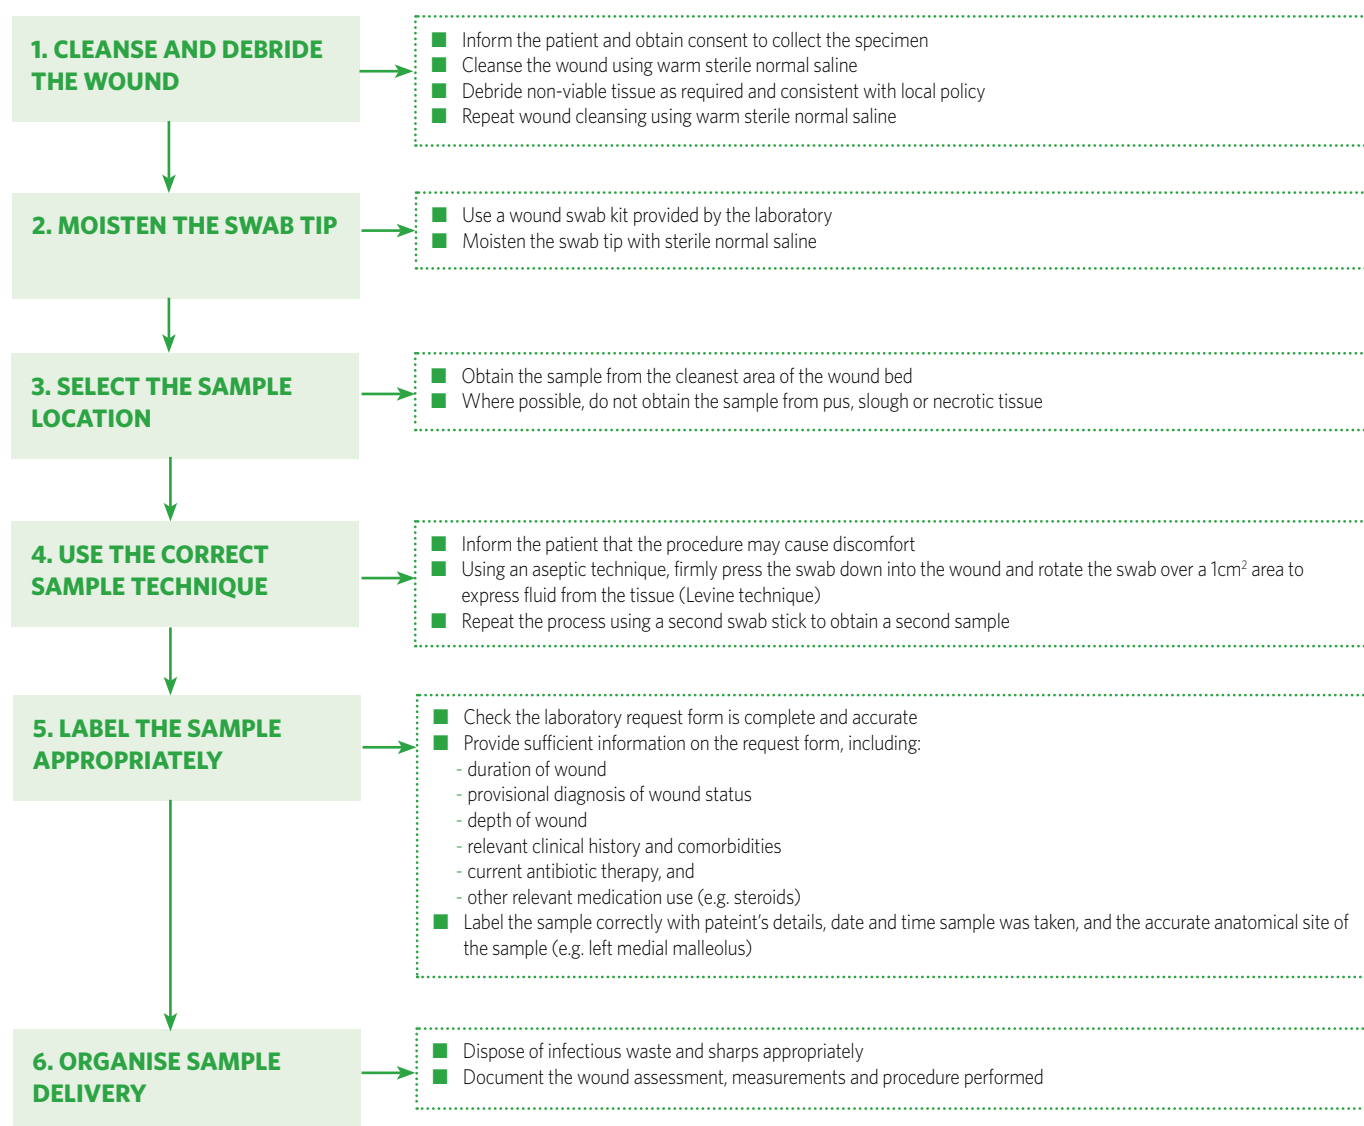 1. CLEANSE AND DEBRIDE
THE WOUND
■ Inform the patient and obtain consent to collect the specimen
■ Cleanse the wound using warm sterile normal saline
■ Debride non-viable tissue as required and consistent with local policy
■ Repeat wound cleansing using warm sterile normal saline
2. MOISTEN THE SWAB TIP
■ Use a wound swab kit provided by the laboratory
■ Moisten the swab tip with sterile normal saline
3. SELECT THE SAMPLE
LOCATION
■ Obtain the sample from the cleanest area of the wound bed
■ Where possible, do not obtain the sample from pus, slough or necrotic tissue
4. USE THE CORRECT
SAMPLE TECHNIQUE
■ Inform the patient that the procedure may cause discomfort
■ Using an aseptic technique, firmly press the swab down into the wound and rotate the swab over a 1cm² area to
express fluid from the tissue (Levine technique)
■ Repeat the process using a second swab stick to obtain a second sample
5. LABEL THE SAMPLE
APPROPRIATELY
■ Check the laboratory request form is complete and accurate
■ Provide sufficient information on the request form, including:
- duration of wound
- provisional diagnosis of wound status
- depth of wound
- relevant clinical history and comorbidities
- current antibiotic therapy, and
- other relevant medication use (e.g. steroids)
■ Label the sample correctly with pateint's details, date and time sample was taken, and the accurate anatomical site of
the sample (e.g. left medial malleolus)
6. ORGANISE SAMPLE
DELIVERY
■ Dispose of infectious waste and sharps appropriately
■ Document the wound assessment, measurements and procedure performed